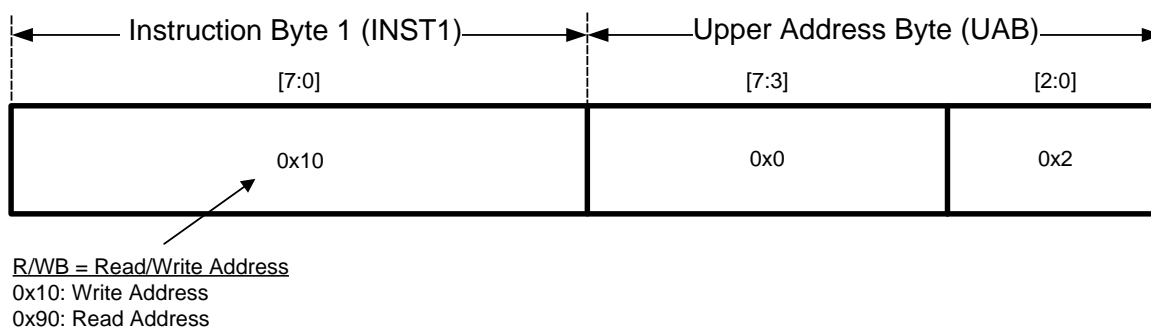 Instruction Byte 1 (INST1) Upper Address Byte (UAB)
[7:0] [7:3] [2:0]
0x10 0x0 0x2
R/WB = Read/Write Address
0x10: Write Address
0x90: Read Address